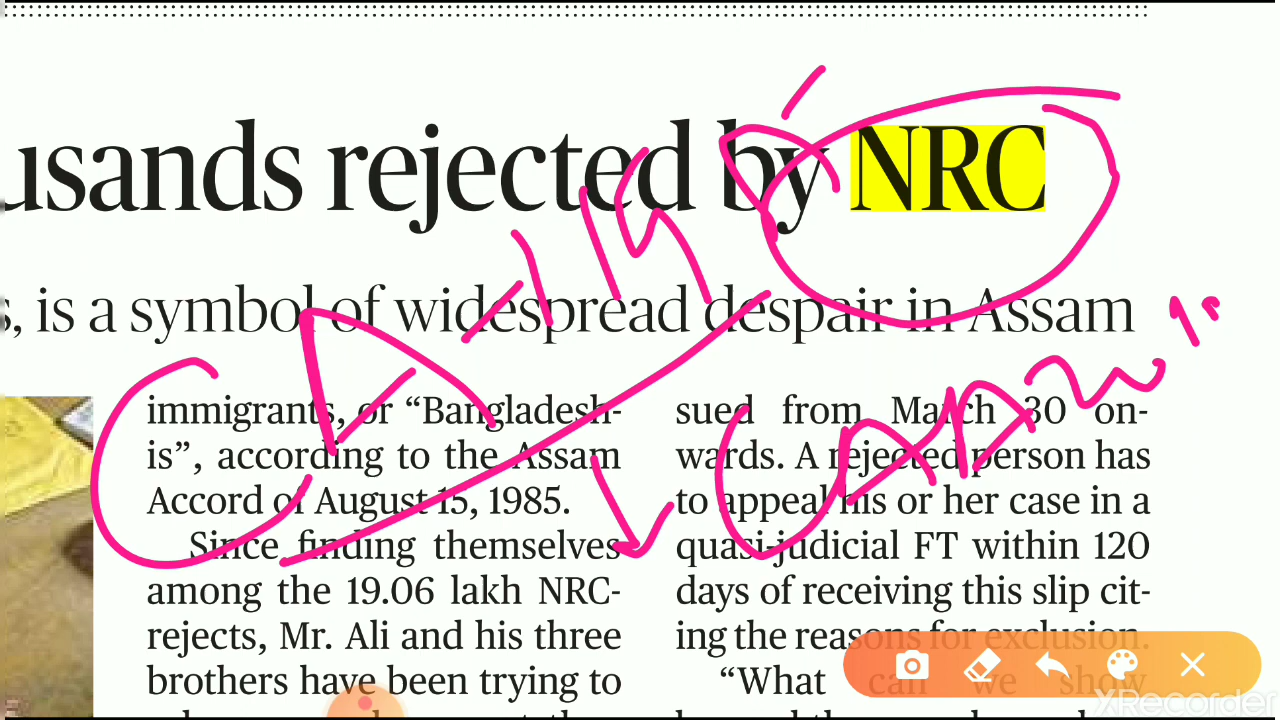 usands rejected by NRC
s, is a symbol of widespread despair in Assam
immigrants, or “Bangladesh-
is”, according to the Assam
Accord of August 15, 1985.
Since finding themselves
among the 19.06 lakh NRC-
rejects, Mr. Ali and his three
brothers have been trying to
sued from March 30 on-
wards. A rejected person has
to appeal his or her case in a
quasi-judicial FT within 120
days of receiving this slip cit-
ing the reasons for exclusion.
“What can we show
XRecorder